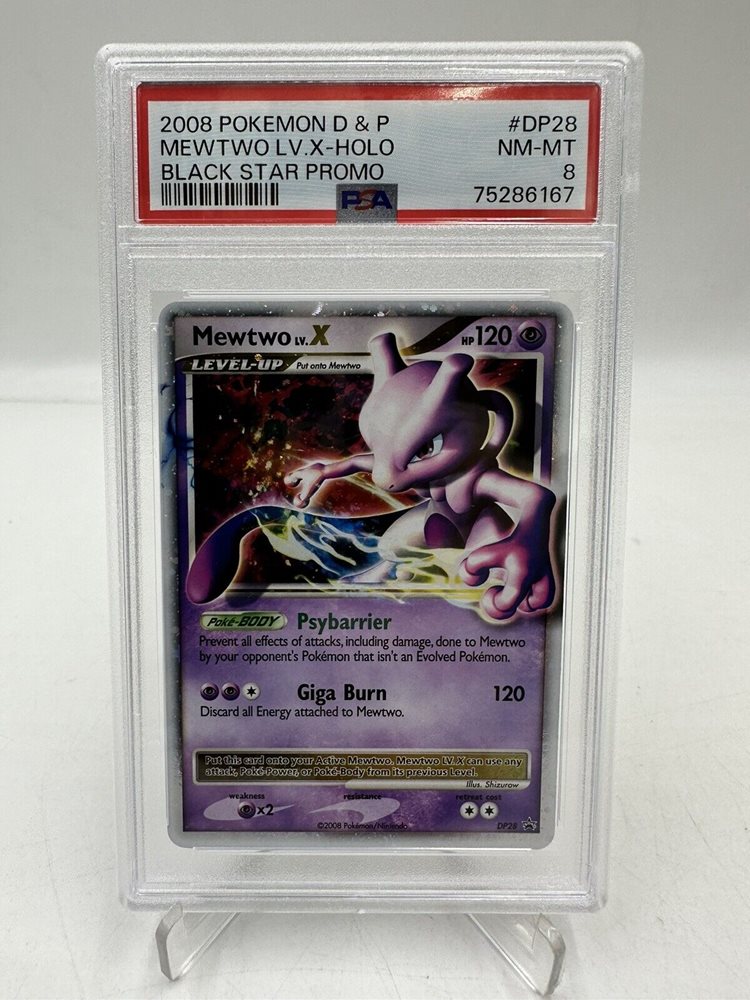 2008 POKEMON D & P #DP28
MEWTWO LV.X-HOLO NM-MT
BLACK STAR PROMO 8
PSA 75286167
Mewtwo LV.X HP 120
LEVEL-UP Put onto Mewtwo
Poké-BODY Psybarrier
Prevent all effects of attacks, including damage, done to Mewtwo
by your opponent's Pokémon that isn't an Evolved Pokémon.
Giga Burn 120
Discard all Energy attached to Mewtwo.
Put this card onto your Active Mewtwo. Mewtwo LV.X can use any
attack, Poké-Power, or Poké-Body from its previous Level.
Illus. Shizurow
weakness resistance retreat cost
x2
©2008 Pokémon/Nintendo DP28